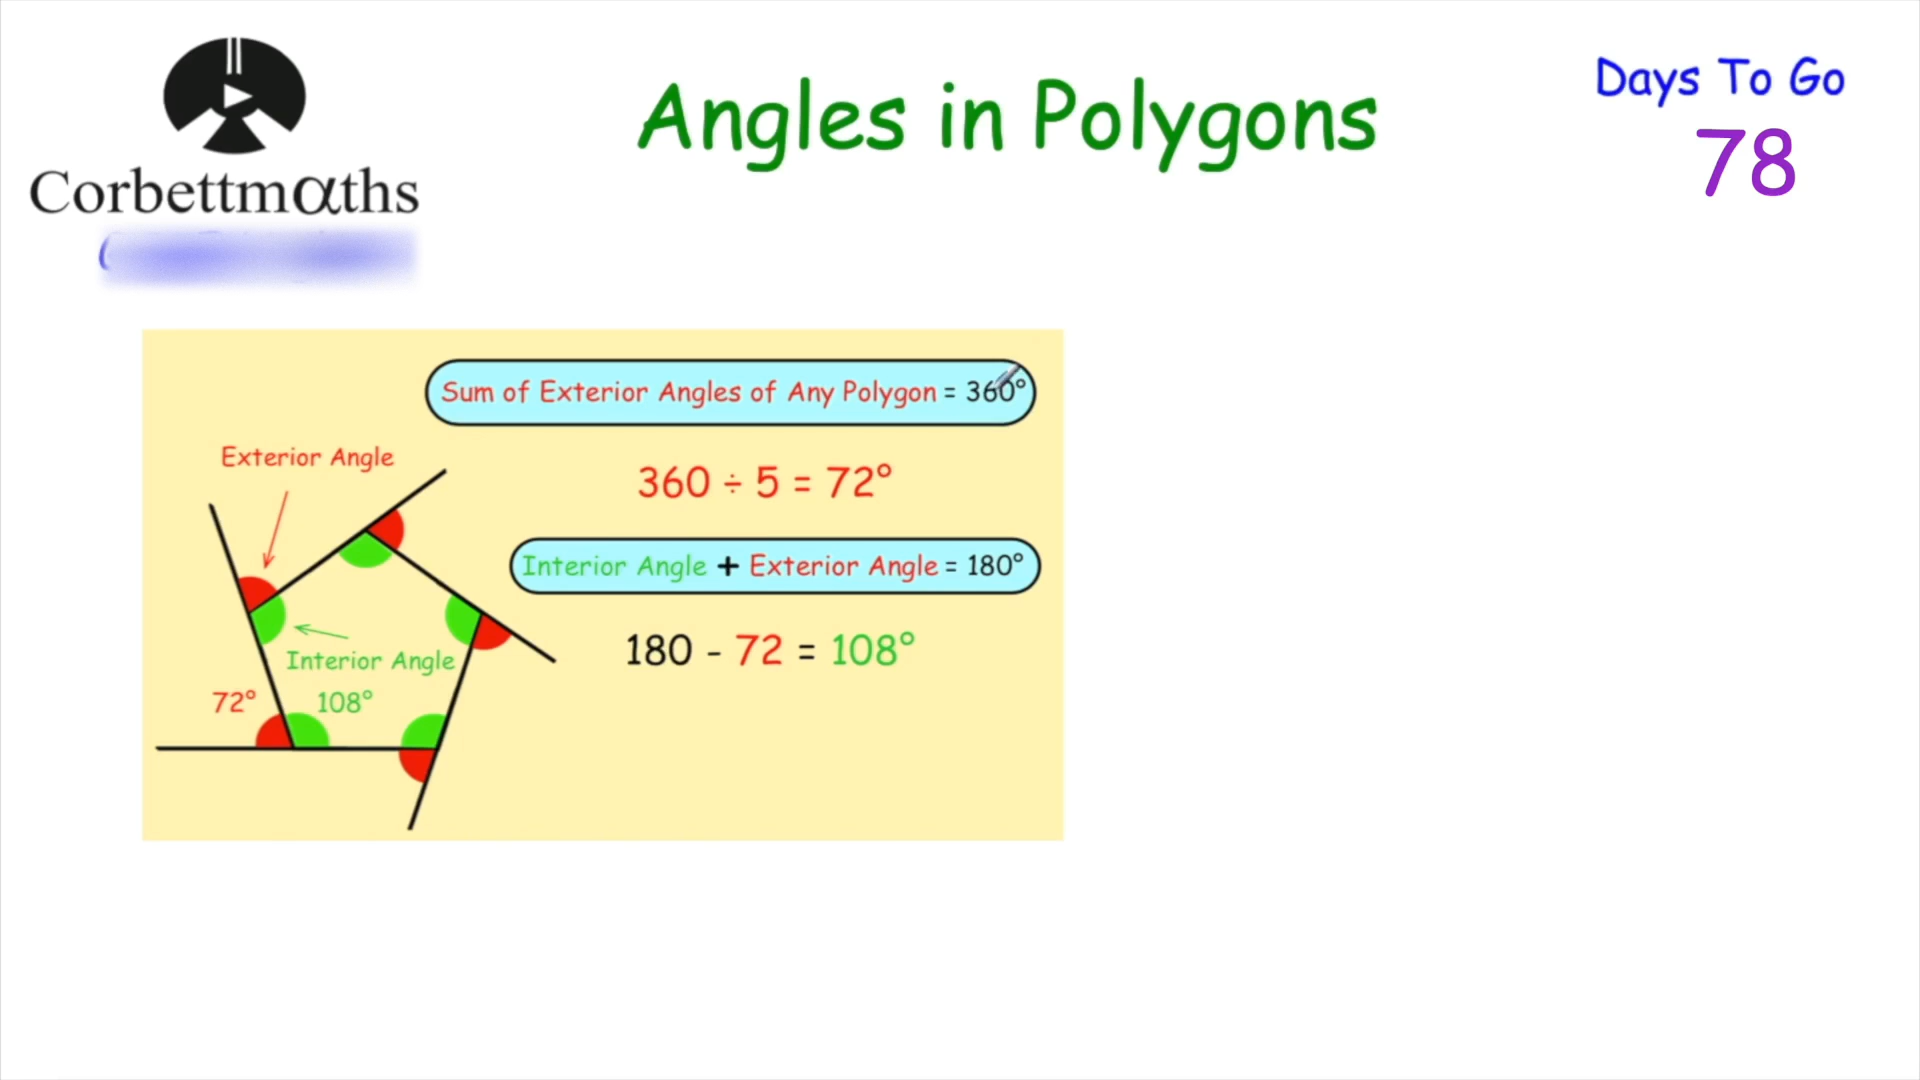 Corbettmαths
Angles in Polygons
Days To Go
78
Sum of Exterior Angles of Any Polygon = 360°
Exterior Angle
360 ÷ 5 = 72°
Interior Angle + Exterior Angle = 180°
180 - 72 = 108°
Interior Angle
72° 108°